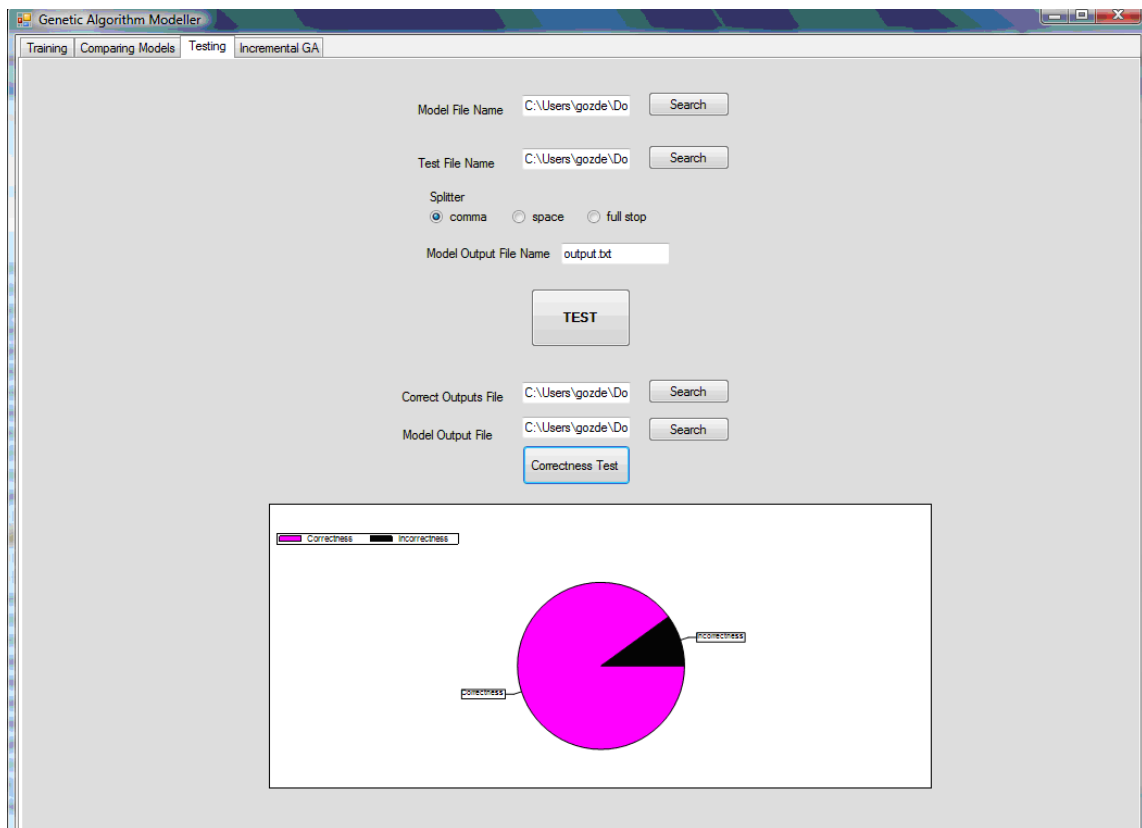 Genetic Algorithm Modeller
Training Comparing Models Testing Incremental GA
Model File Name C:\Users\gozde\Do Search
Test File Name C:\Users\gozde\Do Search
Splitter
comma space full stop
Model Output File Name output.txt
TEST
Correct Outputs File C:\Users\gozde\Do Search
Model Output File C:\Users\gozde\Do Search
Correctness Test
Correctness Incorrectness
Incorrectness
Correctness